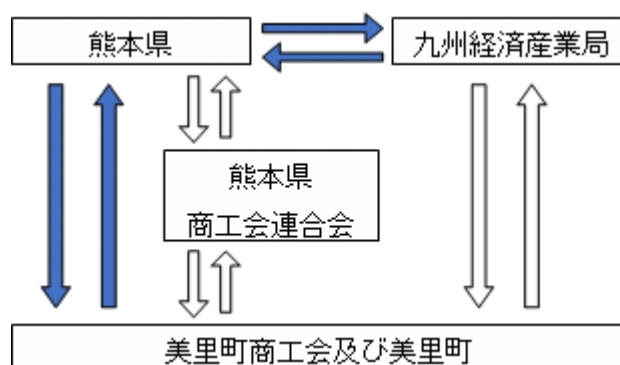 熊本県
九州経済産業局
熊本県
商工会連合会
美里町商工会及び美里町